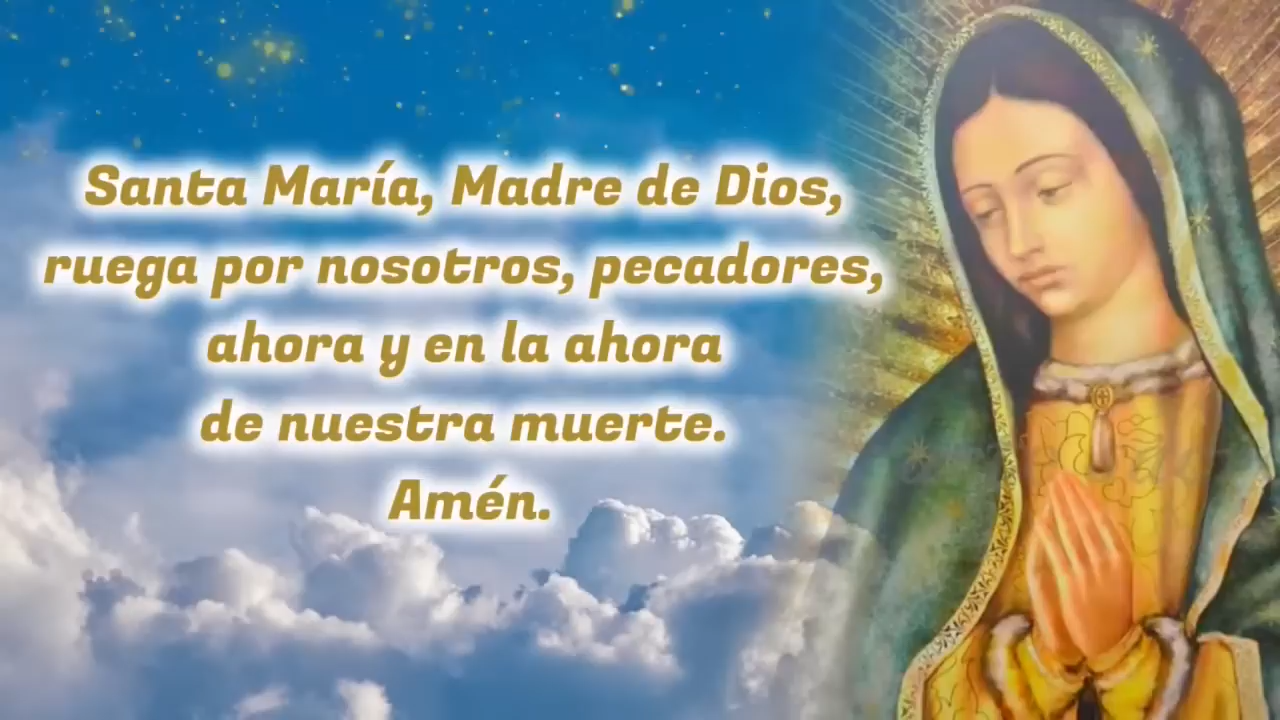 Santa María, Madre de Dios,
ruega por nosotros, pecadores,
ahora y en la ahora
de nuestra muerte.
Amén.